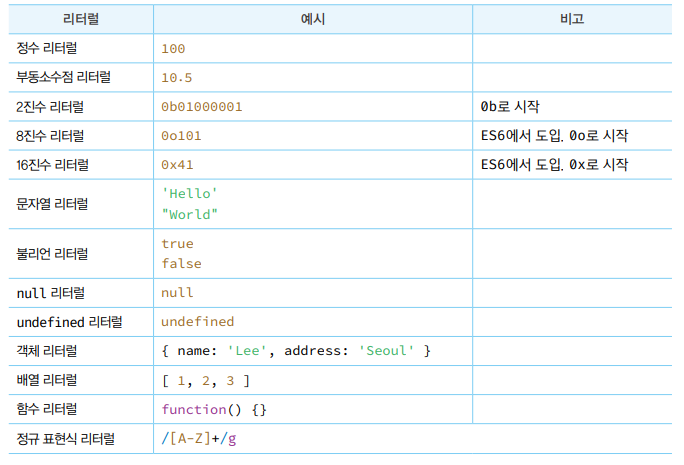 리터럴 예시 비고
정수 리터럴 100
부동소수점 리터럴 10.5
2진수 리터럴 0b01000001 0b로 시작
8진수 리터럴 0o101 ES6에서 도입. 0o로 시작
16진수 리터럴 0x41 ES6에서 도입. 0x로 시작
문자열 리터럴 'Hello'
"World"
불리언 리터럴 true
false
null 리터럴 null
undefined 리터럴 undefined
객체 리터럴 { name: 'Lee', address: 'Seoul' }
배열 리터럴 [ 1, 2, 3 ]
함수 리터럴 function() {}
정규 표현식 리터럴 /[A-Z]+/g